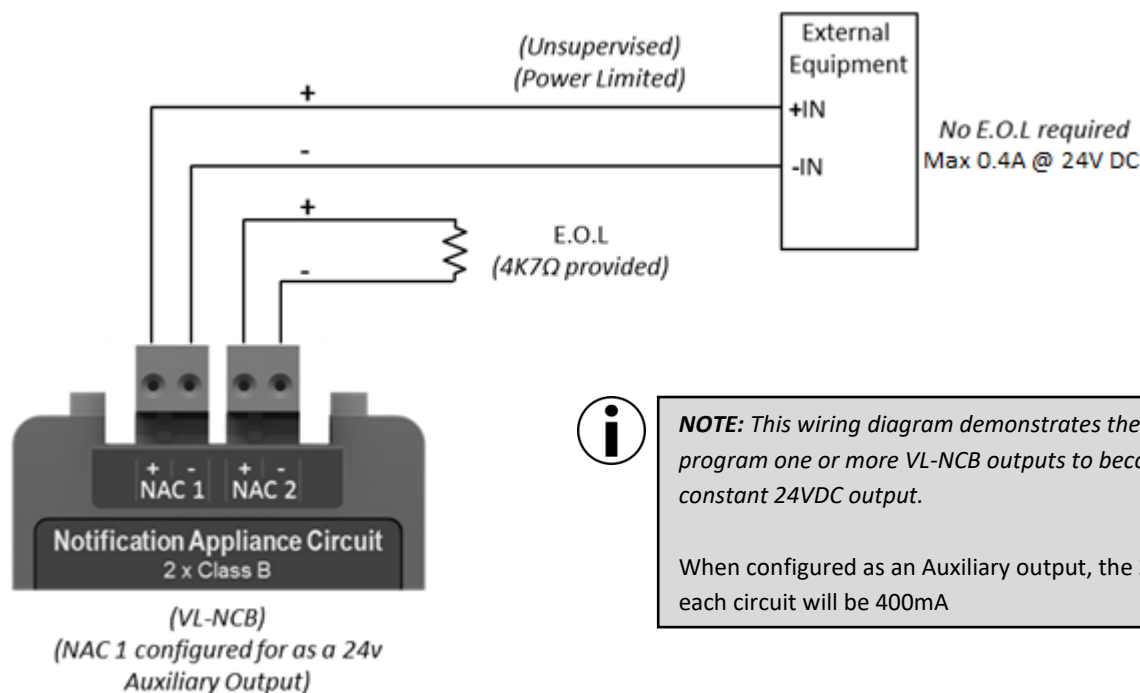 (Unsupervised)
(Power Limited)
External
Equipment
+
+IN
-
-IN
No E.O.L required
Max 0.4A @ 24V DC
+
E.O.L
(4K7Ω provided)
-
+ - + -
NAC 1 NAC 2
Notification Appliance Circuit
2 x Class B
(VL-NCB)
(NAC 1 configured for as a 24v
Auxiliary Output)
i
NOTE: This wiring diagram demonstrates the
program one or more VL-NCB outputs to
constant 24VDC output.
When configured as an Auxiliary output, the
each circuit will be 400mA